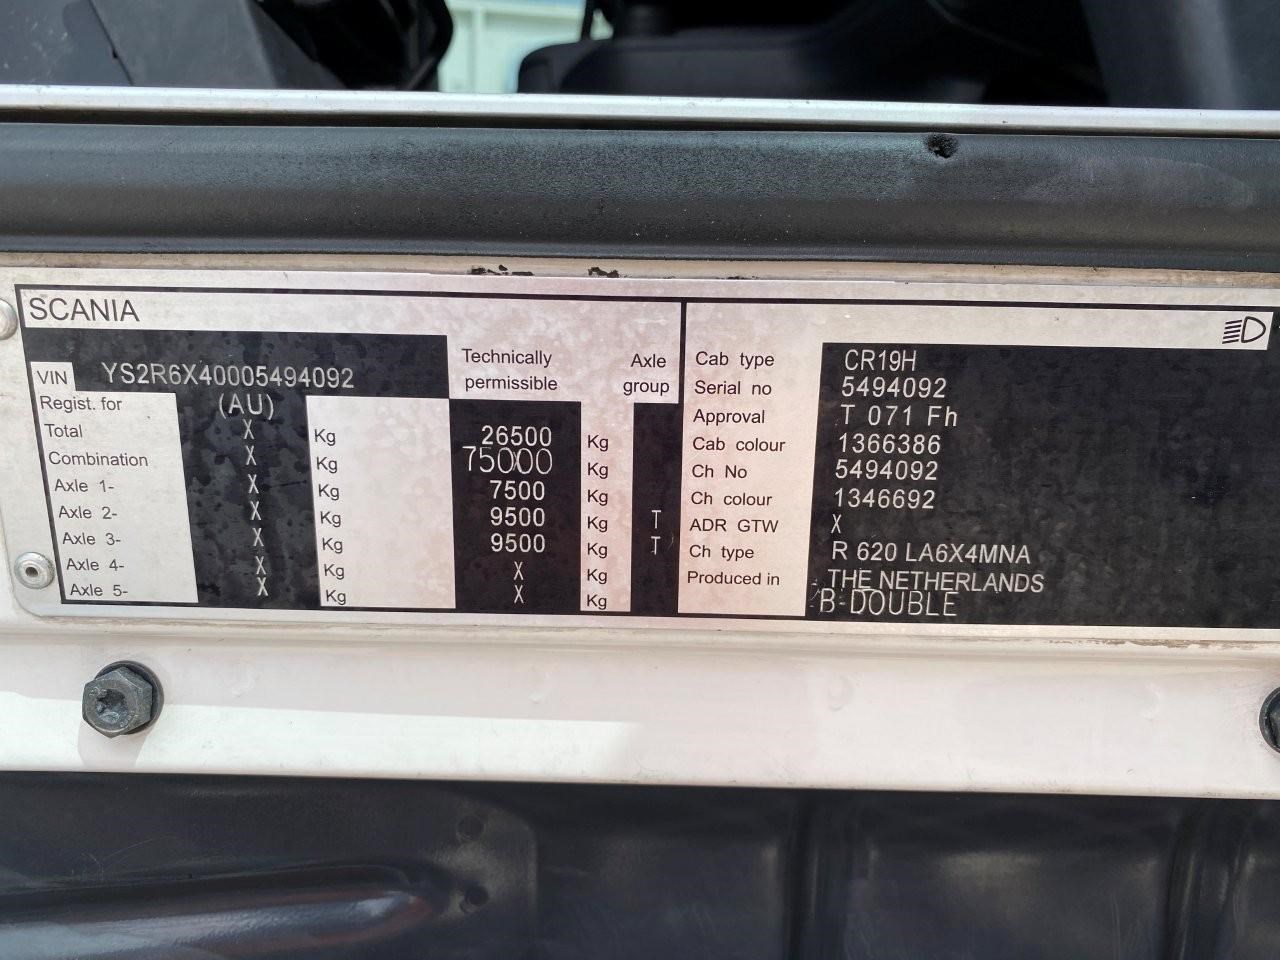 SCANIA
VIN YS2R6X40005494092
Technically permissible
Axle group
Regist. for (AU)
Total X Kg 26500 Kg
Combination X Kg 75000 Kg
Axle 1- X Kg 7500 Kg
Axle 2- X Kg 9500 Kg T
Axle 3- X Kg 9500 Kg T
Axle 4- X Kg X Kg
Axle 5- X Kg X Kg
Cab type CR19H
Serial no 5494092
Approval T 071 Fh
Cab colour 1366386
Ch No 5494092
Ch colour 1346692
ADR GTW X
Ch type R 620 LA6X4MNA
Produced in THE NETHERLANDS
B-DOUBLE